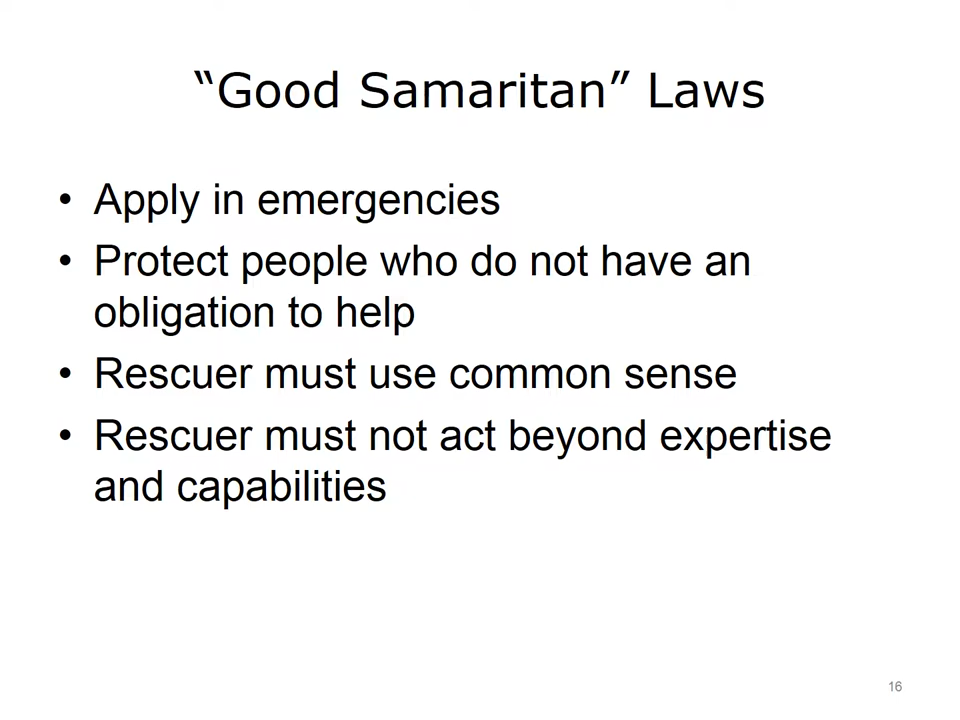 “Good Samaritan” Laws
• Apply in emergencies
• Protect people who do not have an
obligation to help
• Rescuer must use common sense
• Rescuer must not act beyond expertise
and capabilities
16